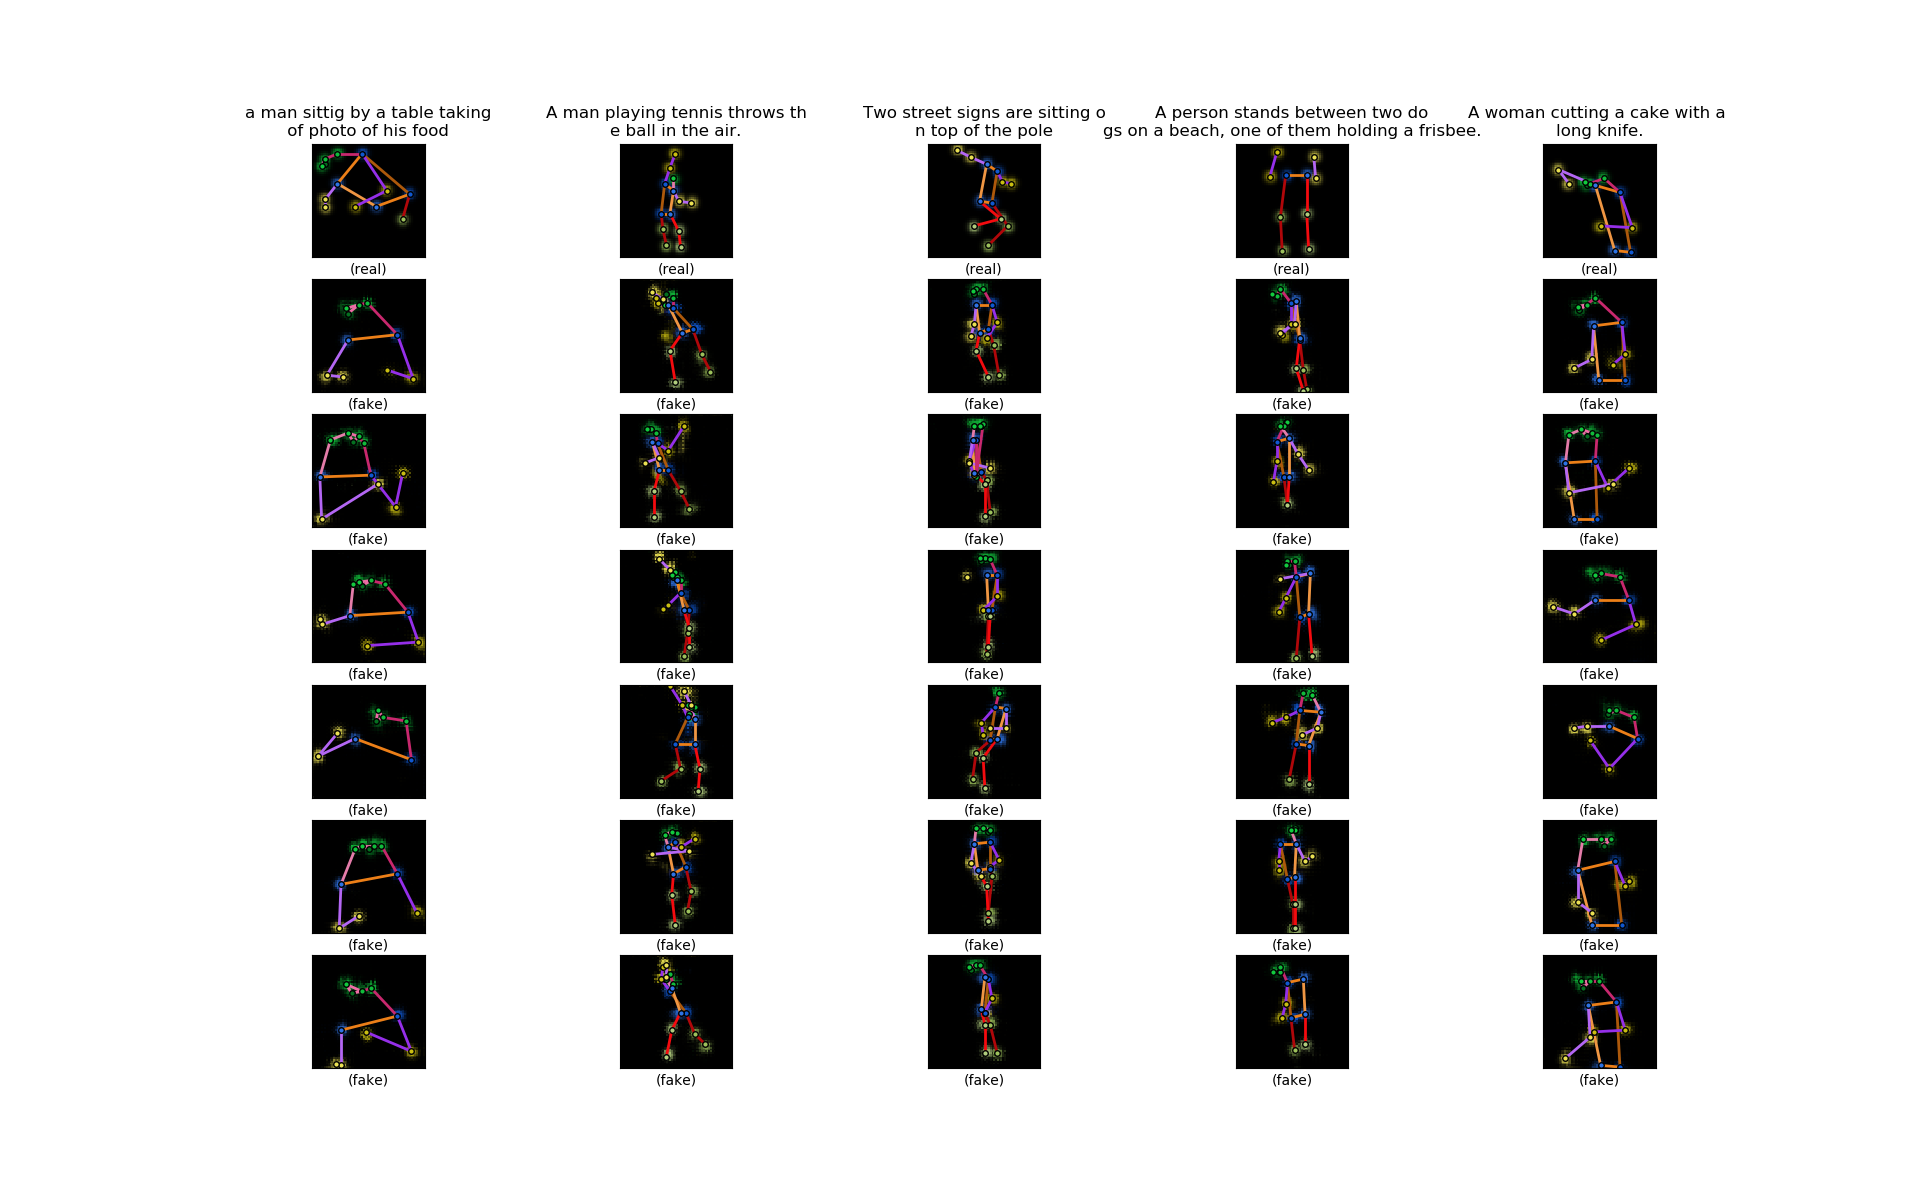 a man sittig by a table taking
of photo of his food
A man playing tennis throws th
e ball in the air.
Two street signs are sitting o
n top of the pole
A person stands between two do
gs on a beach, one of them holding a frisbee.
A woman cutting a cake with a
long knife.
(real) (real) (real) (real) (real)
(fake) (fake) (fake) (fake) (fake)
(fake) (fake) (fake) (fake) (fake)
(fake) (fake) (fake) (fake) (fake)
(fake) (fake) (fake) (fake) (fake)
(fake) (fake) (fake) (fake) (fake)
(fake) (fake) (fake) (fake) (fake)